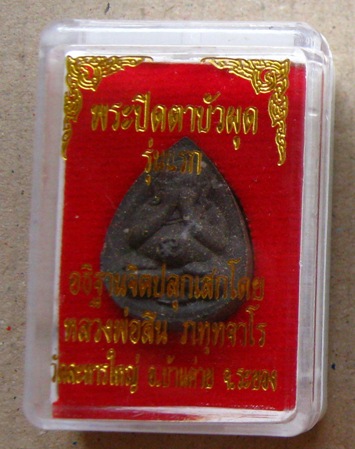 พระปิดตาบัวผุด
รุ่นแรก
อธิฐานจิตปลุกเสกโดย
หลวงพ่อสิน ภทฺทจาโร
วัดละหารใหญ่ อ.บ้านค่าย จ.ระยอง